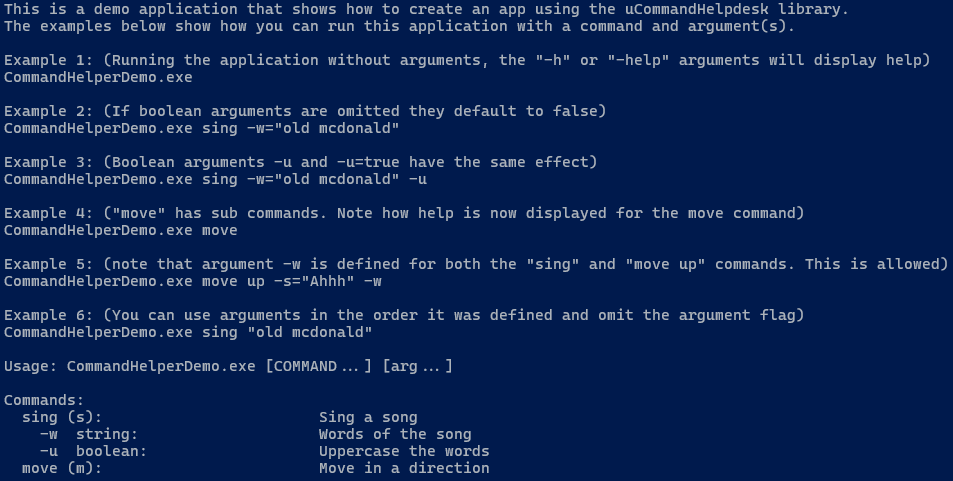 This is a demo application that shows how to create an app using the uCommandHelpdesk library.
The examples below show how you can run this application with a command and argument(s).
Example 1: (Running the application without arguments, the "-h" or "-help" arguments will display help)
CommandHelperDemo.exe
Example 2: (If boolean arguments are omitted they default to false)
CommandHelperDemo.exe sing -w="old mcdonald"
Example 3: (Boolean arguments -u and -u=true have the same effect)
CommandHelperDemo.exe sing -w="old mcdonald" -u
Example 4: ("move" has sub commands. Note how help is now displayed for the move command)
CommandHelperDemo.exe move
Example 5: (note that argument -w is defined for both the "sing" and "move up" commands. This is allowed)
CommandHelperDemo.exe move up -s="Ahhh" -w
Example 6: (You can use arguments in the order it was defined and omit the argument flag)
CommandHelperDemo.exe sing "old mcdonald"
Usage: CommandHelperDemo.exe [COMMAND...] [arg...]
Commands:
sing (s): Sing a song
-w string: Words of the song
-u boolean: Uppercase the words
move (m): Move in a direction